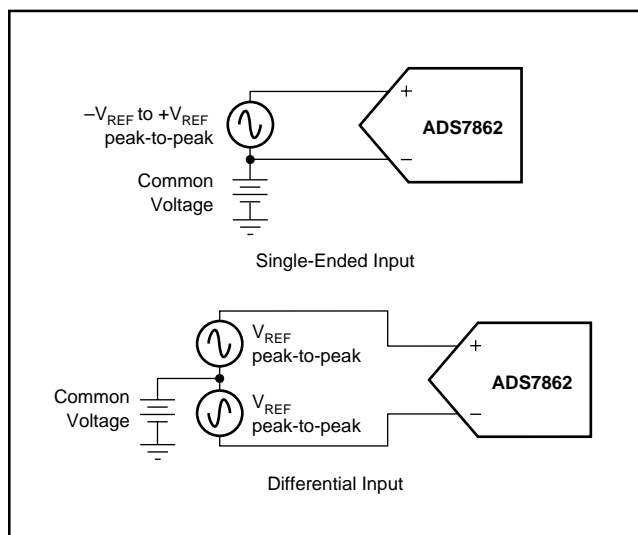 –V_REF to +V_REF
peak-to-peak
+
ADS7862
–
Common
Voltage
Single-Ended Input
V_REF
peak-to-peak
+
ADS7862
Common
Voltage
V_REF
peak-to-peak
–
Differential Input